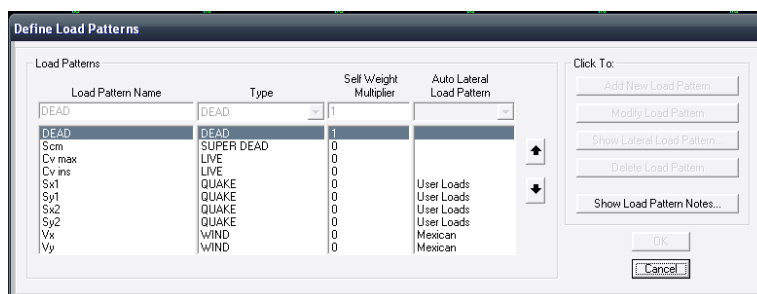 Define Load Patterns
Load Patterns
Click To:
Load Pattern Name Type Self Weight Multiplier Auto Lateral Load Pattern
DEAD DEAD 1
DEAD DEAD 1
Scm SUPER DEAD 0
Cv max LIVE 0
Cv ins LIVE 0
Sx1 QUAKE 0 User Loads
Sy1 QUAKE 0 User Loads
Sx2 QUAKE 0 User Loads
Sy2 QUAKE 0 User Loads
Vx WIND 0 Mexican
Vy WIND 0 Mexican
Add New Load Pattern
Modify Load Pattern
Show Lateral Load Pattern...
Delete Load Pattern
Show Load Pattern Notes...
OK
Cancel